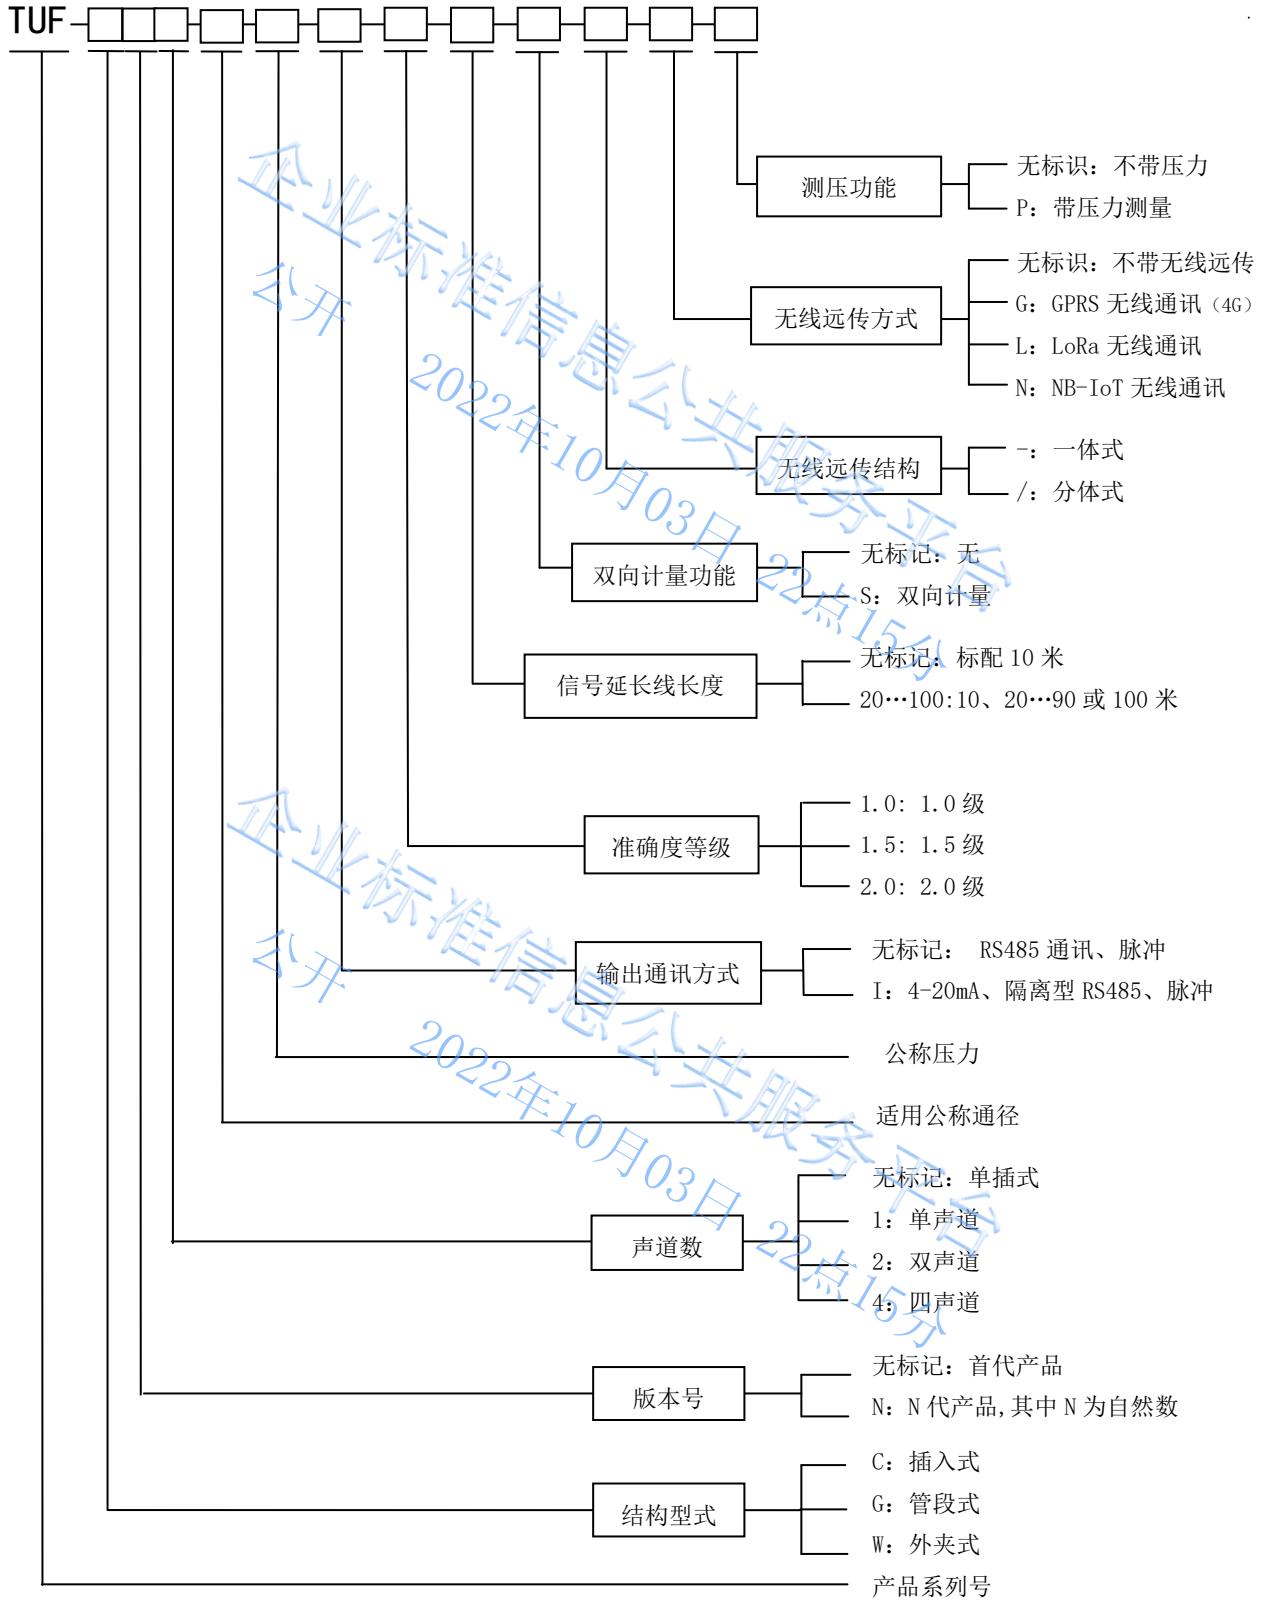 TUF-
测压功能
无标识：不带压力
P：带压力测量
无线远传方式
无标识：不带无线远传
G：GPRS 无线通讯（4G）
L：LoRa 无线通讯
N：NB-IoT 无线通讯
无线远传结构
-：一体式
/：分体式
双向计量功能
无标记：无
S：双向计量
信号延长线长度
无标记：标配 10 米
20…100:10、20…90 或 100 米
准确度等级
1.0: 1.0 级
1.5: 1.5 级
2.0: 2.0 级
输出通讯方式
无标记： RS485 通讯、脉冲
I：4-20mA、隔离型 RS485、脉冲
公称压力
适用公称通径
声道数
无标记：单插式
1：单声道
2：双声道
4：四声道
版本号
无标记：首代产品
N：N 代产品,其中 N 为自然数
结构型式
C：插入式
G：管段式
W：外夹式
产品系列号
企业标准信息公共服务平台
公开
2022年10月03日 22点15分
企业标准信息公共服务平台
公开
2022年10月03日 22点15分